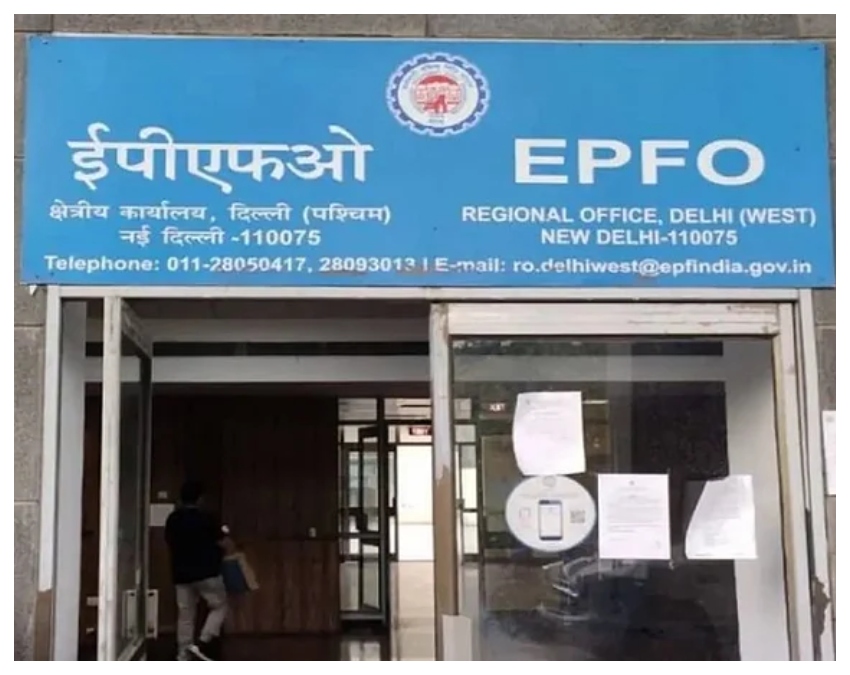 ईपीएफओ
क्षेत्रीय कार्यालय, दिल्ली (पश्चिम)
नई दिल्ली -110075
EPFO
REGIONAL OFFICE, DELHI (WEST)
NEW DELHI-110075
Telephone: 011-28050417, 28093013 | E-mail: ro.delhiwest@epfindia.gov.in